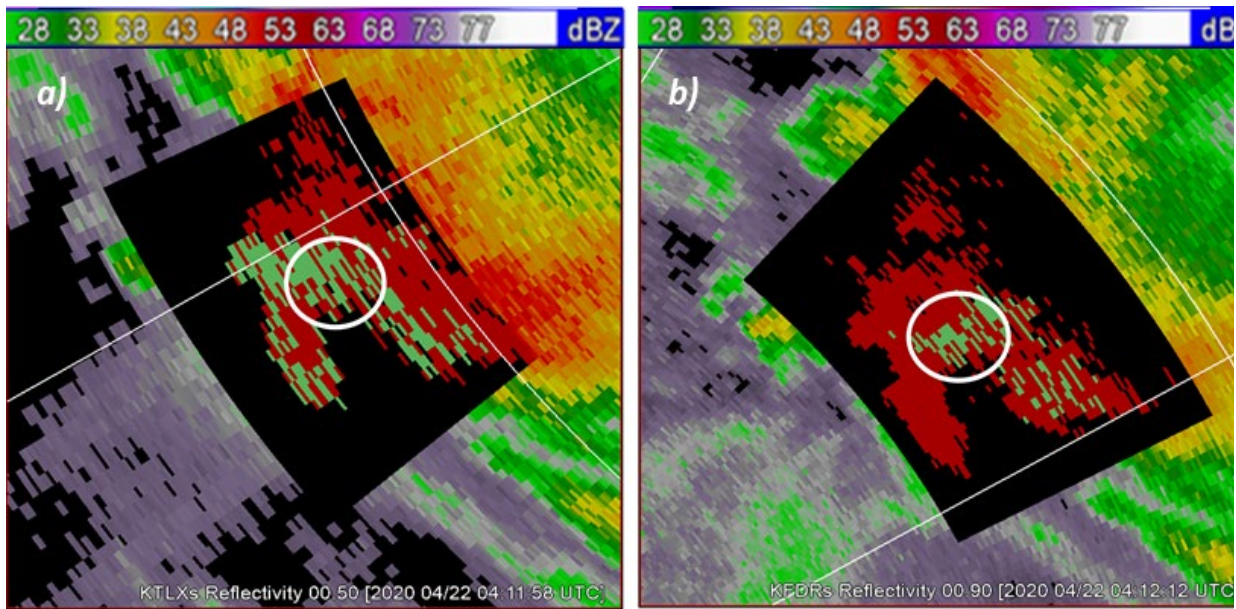 28 33 38 43 48 53 63 68 73 77 dBZ
28 33 38 43 48 53 63 68 73 77 dB
a)
b)
KTLXs Reflectivity 00.50 [2020 04/22 04:11:58 UTC]
KFDRs Reflectivity 00.90 [2020 04/22 04:12:12 UTC]